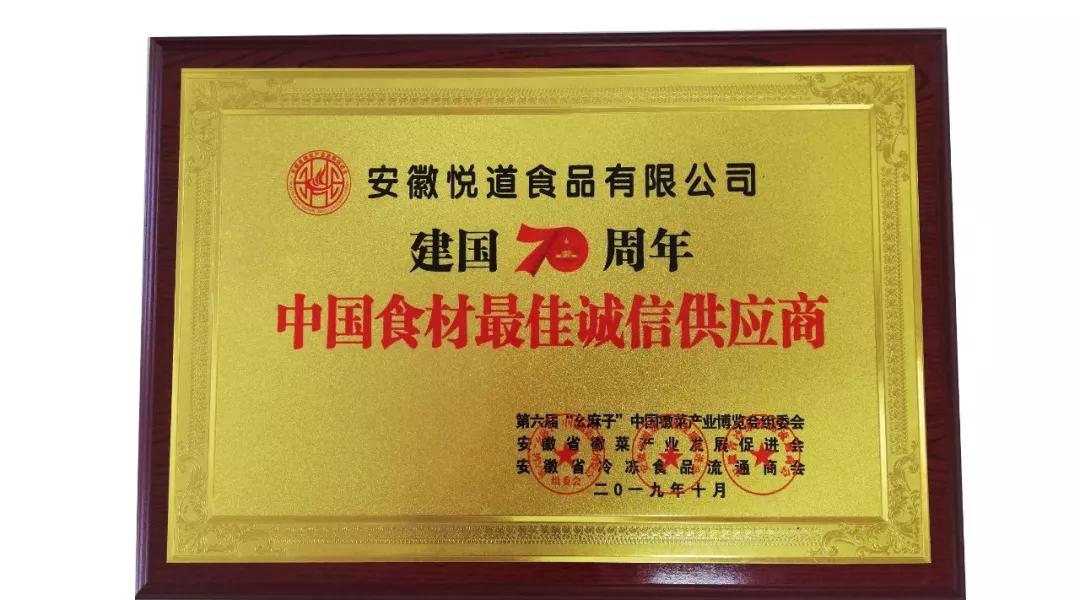 安徽悦道食品有限公司
建国70周年
中国食材最佳诚信供应商
第六届“幺麻子”中国徽菜产业博览会组委会
安徽省徽菜产业发展促进会
安徽省冷冻食品流通商会
二〇一九年十月
组委会